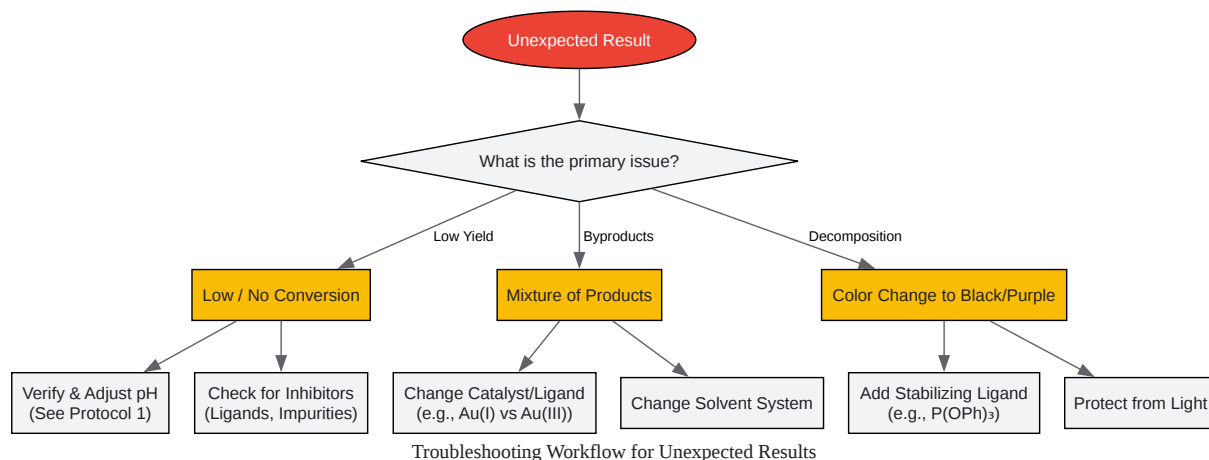 Unexpected Result
What is the primary issue?
Low Yield
Byproducts
Decomposition
Low / No Conversion
Mixture of Products
Color Change to Black/Purple
Verify & Adjust pH
(See Protocol 1)
Check for Inhibitors
(Ligands, Impurities)
Change Catalyst/Ligand
(e.g., Au(I) vs Au(III))
Change Solvent System
Add Stabilizing Ligand
(e.g., P(OPh)₃)
Protect from Light
Troubleshooting Workflow for Unexpected Results